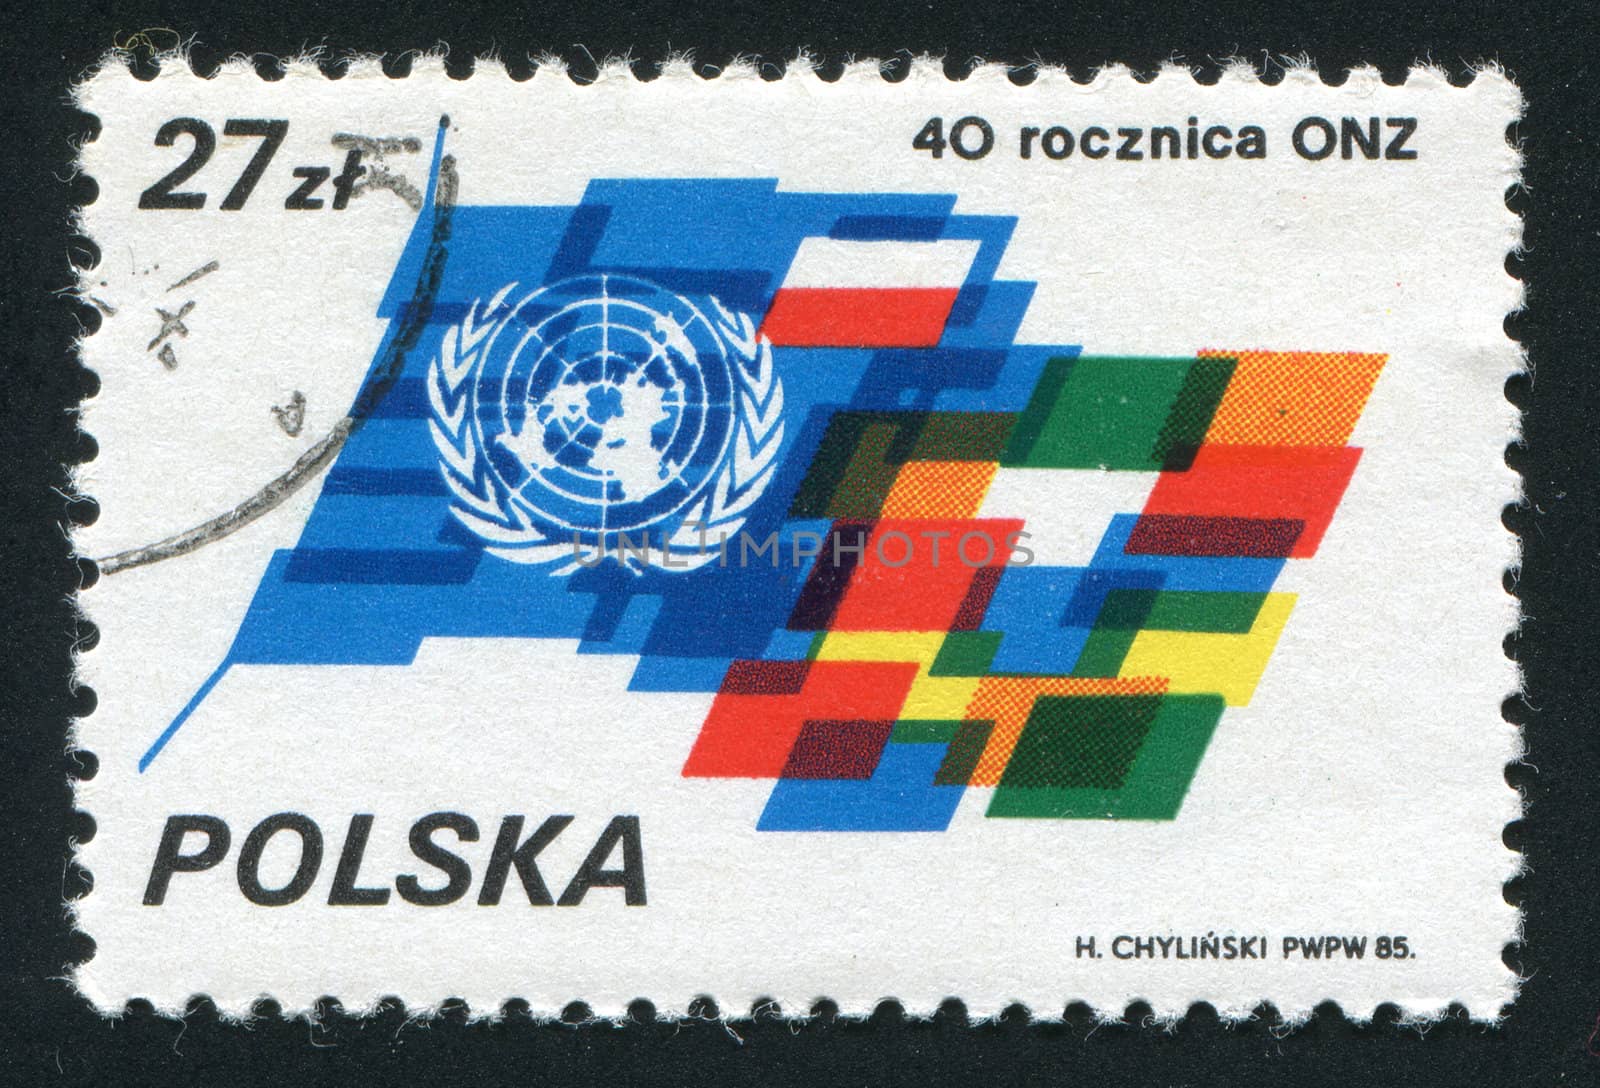 27 zł
40 rocznica ONZ
UNLIMPHOTOS
POLSKA
H. CHYLIŃSKI PWPW 85.